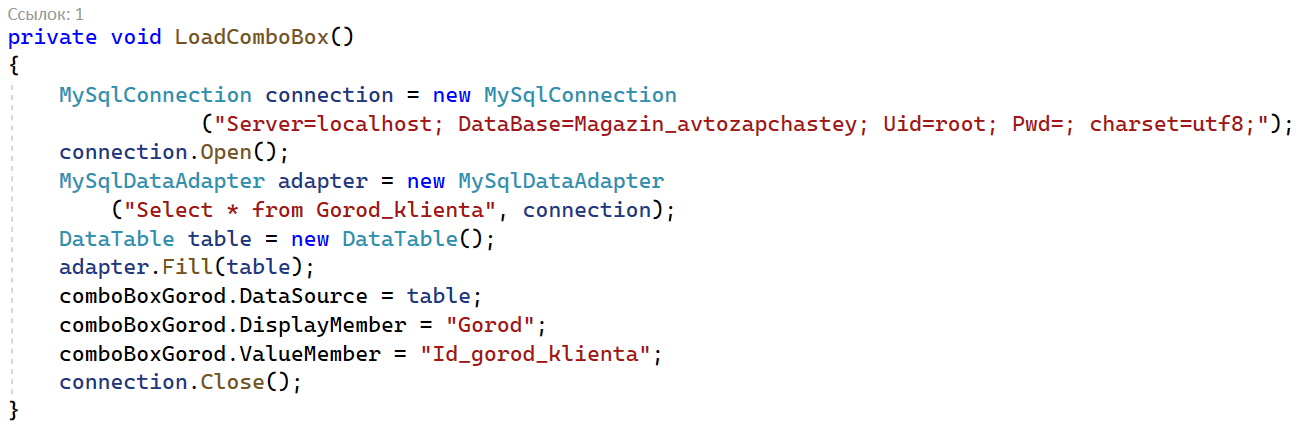 Ссылок: 1
private void LoadComboBox()
{
MySqlConnection connection = new MySqlConnection
("Server=localhost; DataBase=Magazin_avtozapchastey; Uid=root; Pwd=; charset=utf8;");
connection.Open();
MySqlDataAdapter adapter = new MySqlDataAdapter
("Select * from Gorod_klienta", connection);
DataTable table = new DataTable();
adapter.Fill(table);
comboBoxGorod.DataSource = table;
comboBoxGorod.DisplayMember = "Gorod";
comboBoxGorod.ValueMember = "Id_gorod_klienta";
connection.Close();
}